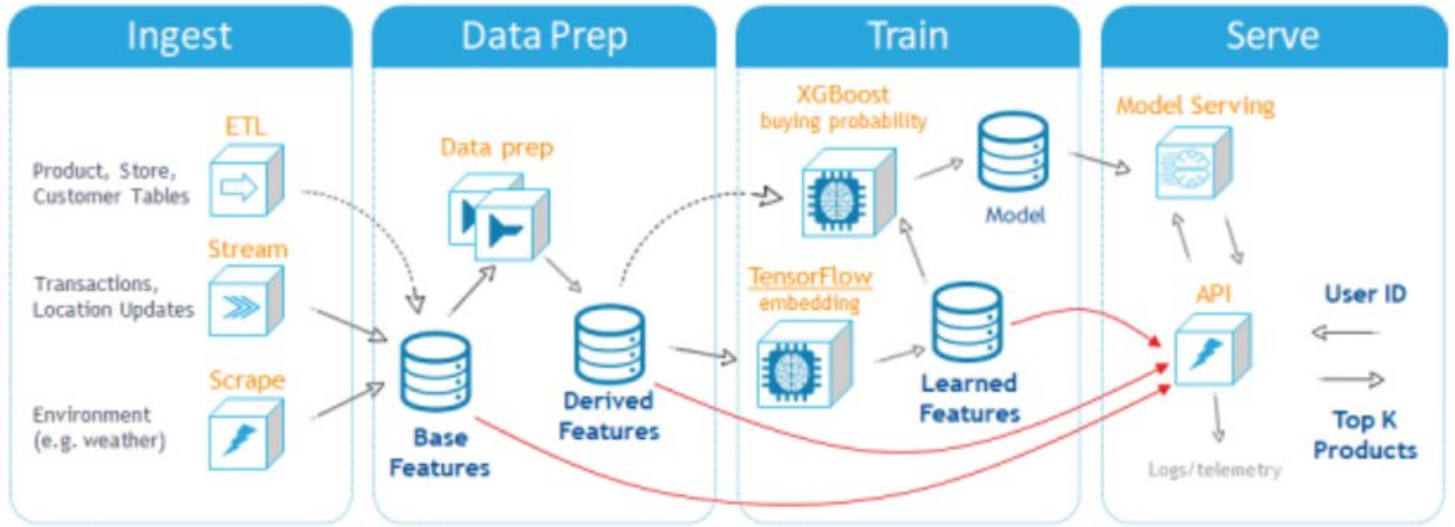 Ingest
Data Prep
Train
Serve
ETL
Product, Store,
Customer Tables
Stream
Transactions,
Location Updates
Scrape
Environment
(e.g. weather)
Data prep
Base
Features
Derived
Features
XGBoost
buying probability
Model
TensorFlow
embedding
Learned
Features
Model Serving
API
User ID
Top K
Products
Logs/telemetry